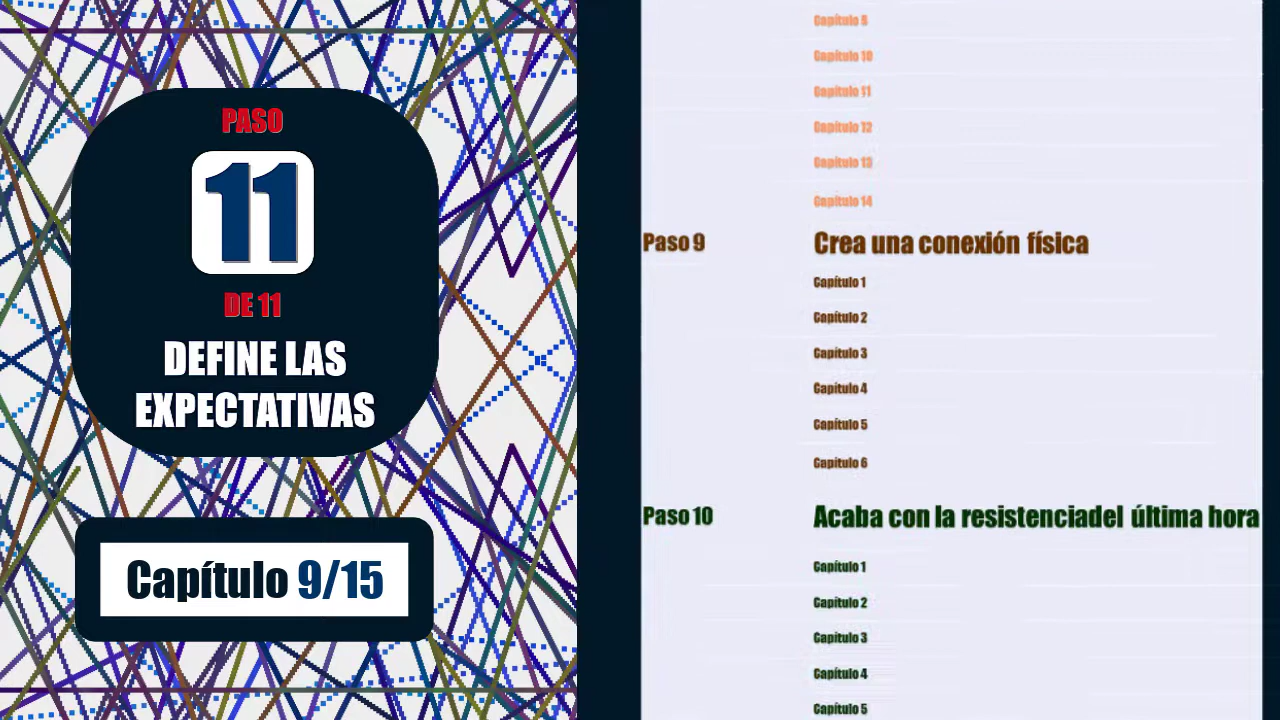 PASO
11
DE 11
DEFINE LAS
EXPECTATIVAS
Capítulo 9/15
Capítulo 10
Capítulo 11
Capítulo 12
Capítulo 13
Capítulo 14
Paso 9 Crea una conexión física
Capítulo 1
Capítulo 2
Capítulo 3
Capítulo 4
Capítulo 5
Capítulo 6
Paso 10 Acaba con la resistenciadel última hora
Capítulo 1
Capítulo 2
Capítulo 3
Capítulo 4
Capítulo 5